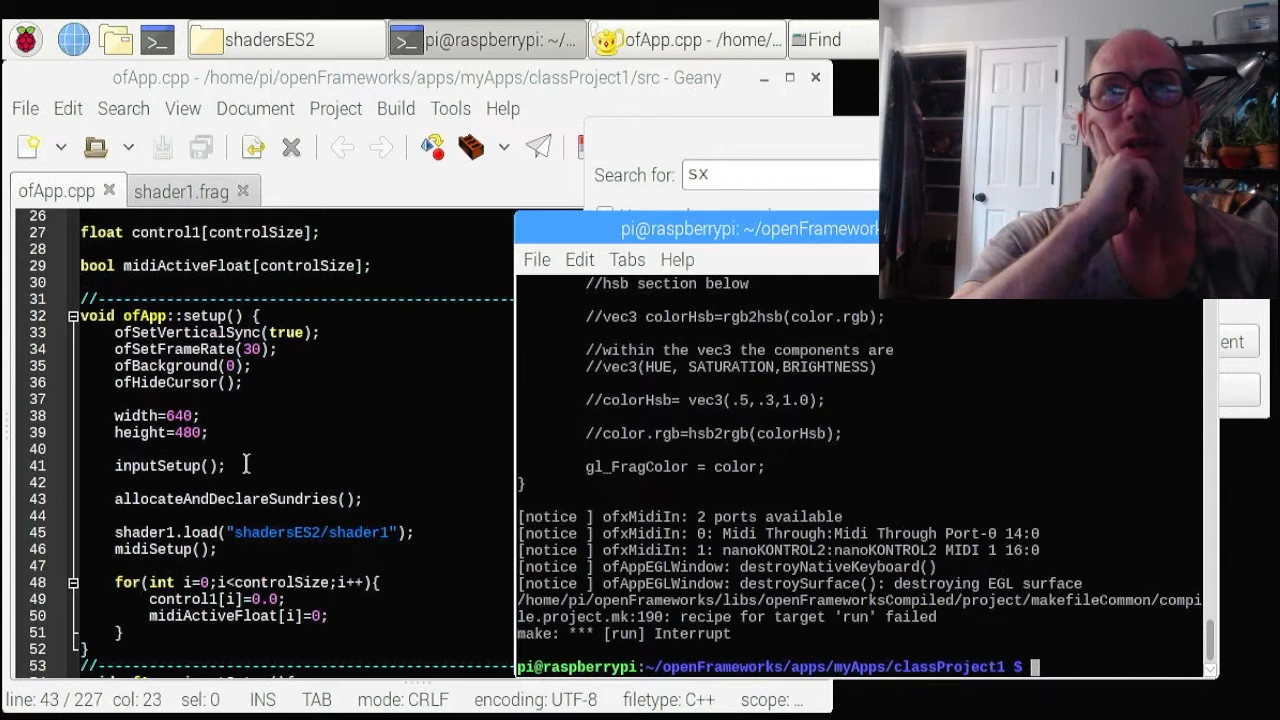 shadersES2
pi@raspberrypi: ~/...
ofApp.cpp - /home/...
Find
ofApp.cpp - /home/pi/openFrameworks/apps/myApps/classProject1/src - Geany
File Edit Search View Document Project Build Tools Help
Search for: sx
ofApp.cpp
shader1.frag
26
27 float control1[controlSize];
28
29 bool midiActiveFloat[controlSize];
30
31 //--------------------------------------------------
32 void ofApp::setup() {
33 ofSetVerticalSync(true);
34 ofSetFrameRate(30);
35 ofBackground(0);
36 ofHideCursor();
37
38 width=640;
39 height=480;
40
41 inputSetup();
42
43 allocateAndDeclareSundries();
44
45 shader1.load("shadersES2/shader1");
46 midiSetup();
47
48 for(int i=0;i<controlSize;i++){
49 control1[i]=0.0;
50 midiActiveFloat[i]=0;
51 }
52 }
53 //--------------------------------------------------
pi@raspberrypi: ~/openFramework
File Edit Tabs Help
//hsb section below
//vec3 colorHsb=rgb2hsb(color.rgb);
//within the vec3 the components are
//vec3(HUE, SATURATION,BRIGHTNESS)
//colorHsb= vec3(.5,.3,1.0);
//color.rgb=hsb2rgb(colorHsb);
gl_FragColor = color;
}
[notice ] ofxMidiIn: 2 ports available
[notice ] ofxMidiIn: 0: Midi Through:Midi Through Port-0 14:0
[notice ] ofxMidiIn: 1: nanoKONTROL2:nanoKONTROL2 MIDI 1 16:0
[notice ] ofAppEGLWindow: destroyNativeKeyboard()
[notice ] ofAppEGLWindow: destroySurface(): destroying EGL surface
/home/pi/openFrameworks/libs/openFrameworksCompiled/project/makefileCommon/compi
le.project.mk:190: recipe for target 'run' failed
make: *** [run] Interrupt
pi@raspberrypi:~/openFrameworks/apps/myApps/classProject1 $
ent
line: 43 / 227 col: 23 sel: 0 INS TAB mode: CRLF encoding: UTF-8 filetype: C++ scope: ...